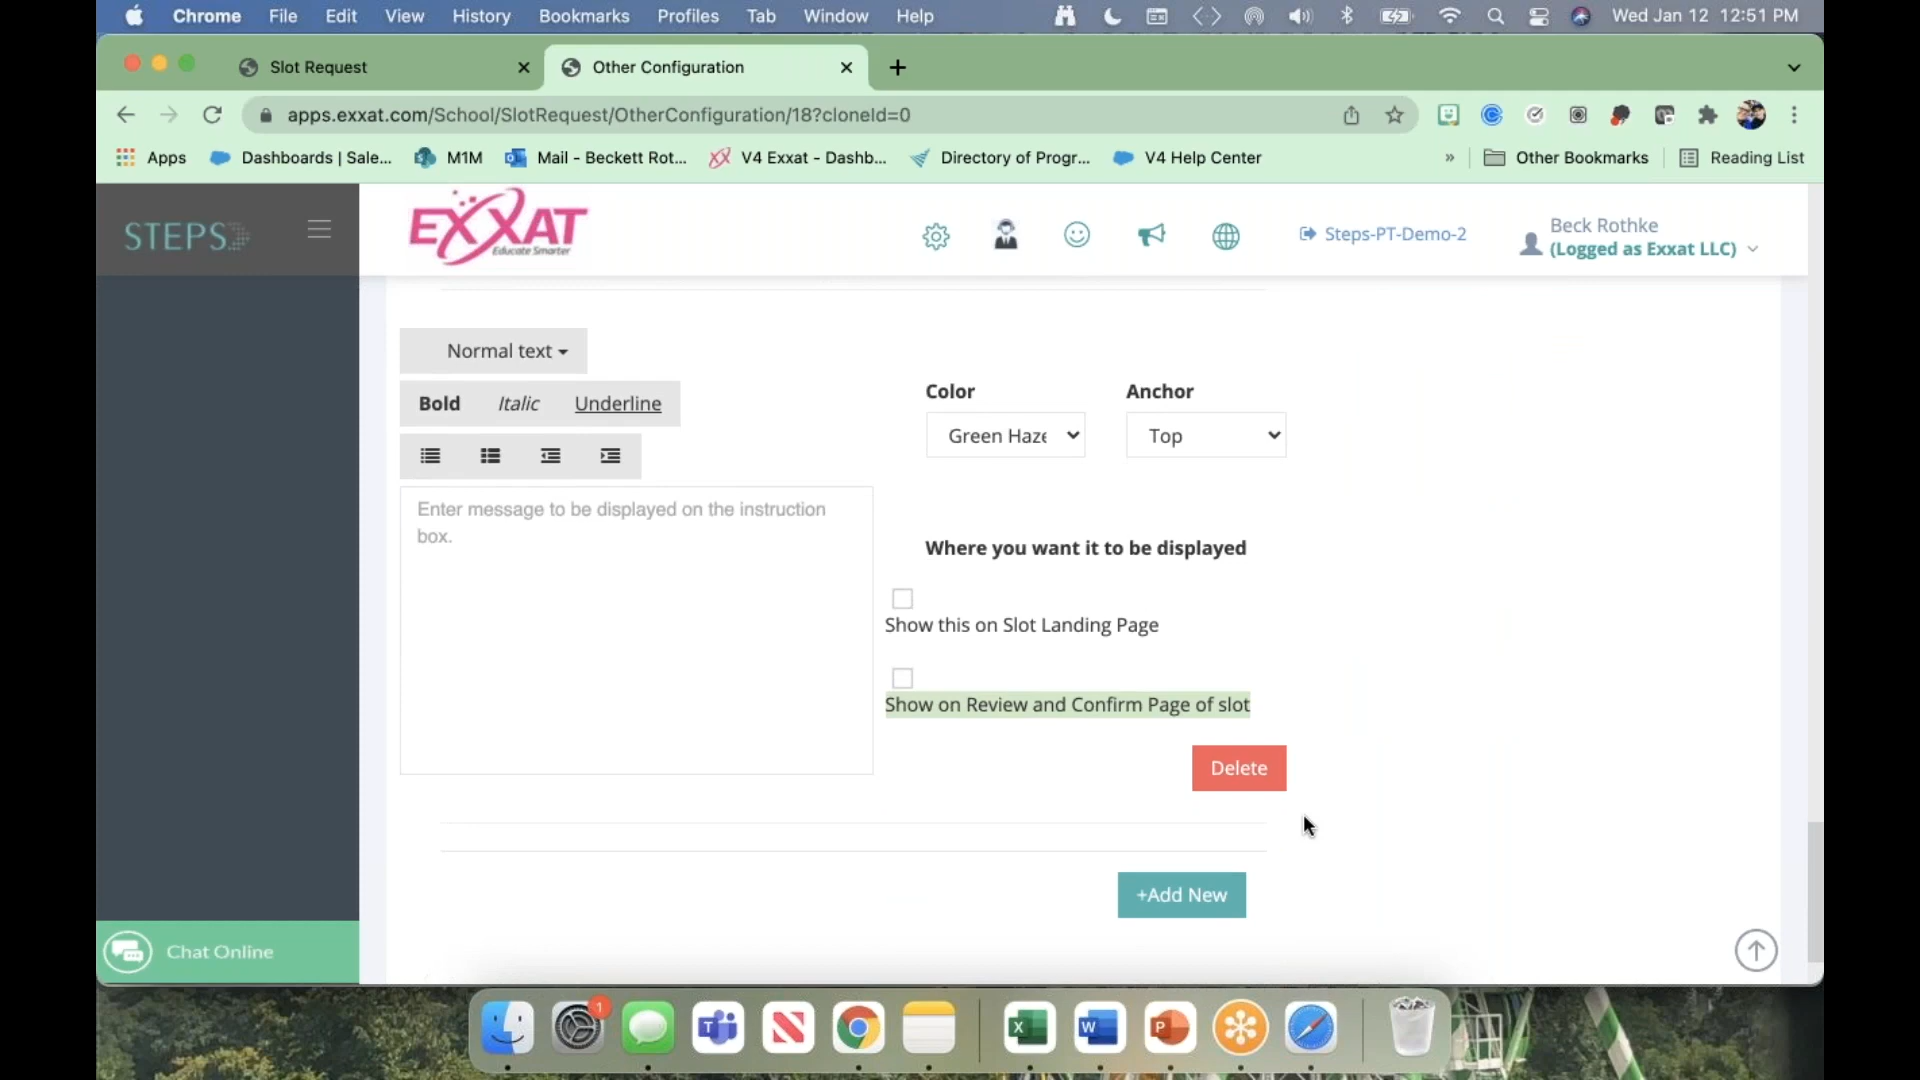 Chrome File Edit View History Bookmarks Profiles Tab Window Help Wed Jan 12 12:51 PM
Slot Request
Other Configuration
apps.exxat.com/School/SlotRequest/OtherConfiguration/18?cloneId=0
Apps Dashboards | Sale... M1M Mail - Beckett Rot... V4 Exxat - Dashb... Directory of Progr... V4 Help Center » Other Bookmarks Reading List
STEPS
EXXAT
Educate Smarter
Steps-PT-Demo-2
Beck Rothke
(Logged as Exxat LLC)
Normal text
Bold Italic Underline
Color Anchor
Green Haze Top
Enter message to be displayed on the instruction
box.
Where you want it to be displayed
Show this on Slot Landing Page
Show on Review and Confirm Page of slot
Delete
+Add New
Chat Online
1